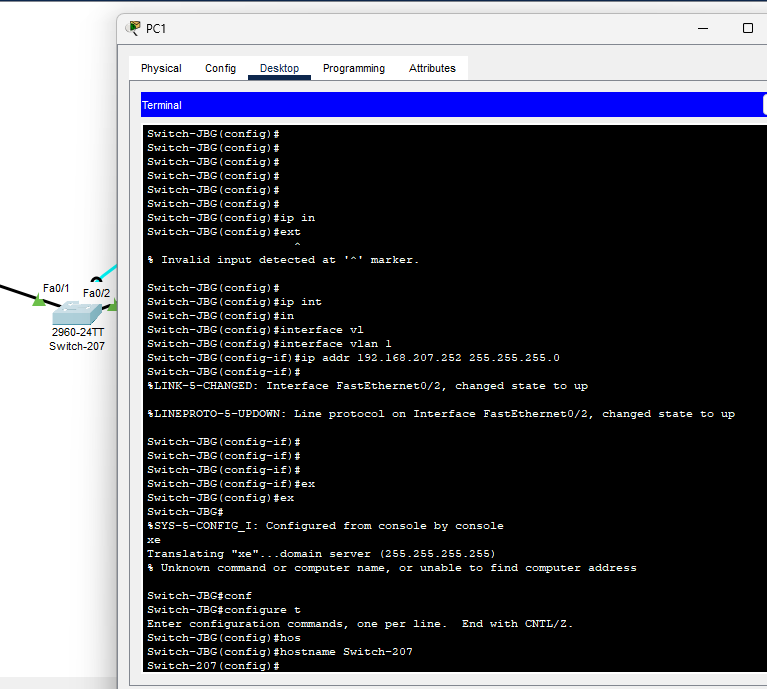 PC1
Physical Config Desktop Programming Attributes
Terminal
Switch-JBG(config)#
Switch-JBG(config)#
Switch-JBG(config)#
Switch-JBG(config)#
Switch-JBG(config)#
Switch-JBG(config)#
Switch-JBG(config)#ip in
Switch-JBG(config)#ext
^
% Invalid input detected at '^' marker.
Switch-JBG(config)#
Switch-JBG(config)#ip int
Switch-JBG(config)#in
Switch-JBG(config)#interface vl
Switch-JBG(config)#interface vlan 1
Switch-JBG(config-if)#ip addr 192.168.207.252 255.255.255.0
Switch-JBG(config-if)#
%LINK-5-CHANGED: Interface FastEthernet0/2, changed state to up
%LINEPROTO-5-UPDOWN: Line protocol on Interface FastEthernet0/2, changed state to up
Switch-JBG(config-if)#
Switch-JBG(config-if)#
Switch-JBG(config-if)#
Switch-JBG(config-if)#ex
Switch-JBG(config)#ex
Switch-JBG#
%SYS-5-CONFIG_I: Configured from console by console
xe
Translating "xe"...domain server (255.255.255.255)
% Unknown command or computer name, or unable to find computer address
Switch-JBG#conf
Switch-JBG#configure t
Enter configuration commands, one per line.  End with CNTL/Z.
Switch-JBG(config)#hos
Switch-JBG(config)#hostname Switch-207
Switch-207(config)#
Fa0/1
Fa0/2
2960-24TT
Switch-207